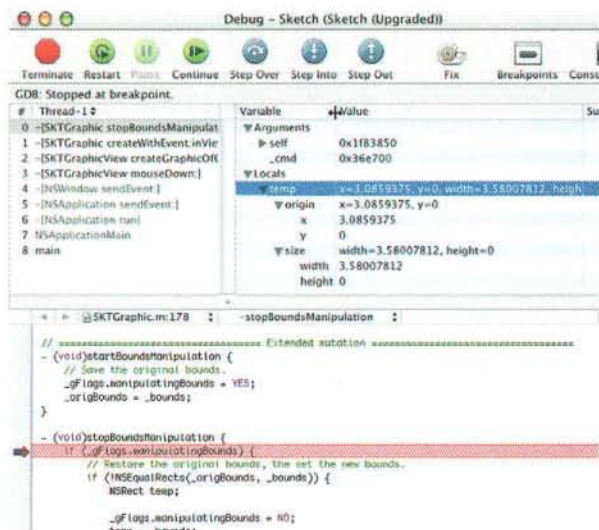 Debug – Sketch (Sketch (Upgraded))
Terminate Restart Pause Continue Step Over Step Into Step Out Fix Breakpoints
GDB: Stopped at breakpoint.
# Thread-1 Variable Value
0 -[SKTGraphic stopBoundsManipulat
1 -[SKTGraphic createWithEvent:inVie
2 -[SKTGraphicView createGraphicOfC
3 -[SKTGraphicView mouseDown:]
4 -[NSWindow sendEvent:]
5 -[NSApplication sendEvent:]
6 -[NSApplication run]
7 NSApplicationMain
8 main
Arguments
self 0x1f83850
_cmd 0x36e700
Locals
temp x=3.0859375, y=0, width=3.58007812, heigh
origin x=3.0859375, y=0
x 3.0859375
y 0
size width=3.58007812, height=0
width 3.58007812
height 0
SKTGraphic.m:178 -stopBoundsManipulation
// =================================== Extended mutation ===================================
- (void)startBoundsManipulation {
// Save the original bounds.
_gFlags.manipulatingBounds = YES;
_origBounds = _bounds;
}
- (void)stopBoundsManipulation {
if (_gFlags.manipulatingBounds) {
// Restore the original bounds, the set the new bounds.
if (!NSEqualRects(_origBounds, _bounds)) {
NSRect temp;
_gFlags.manipulatingBounds = NO;
temp = _bounds;